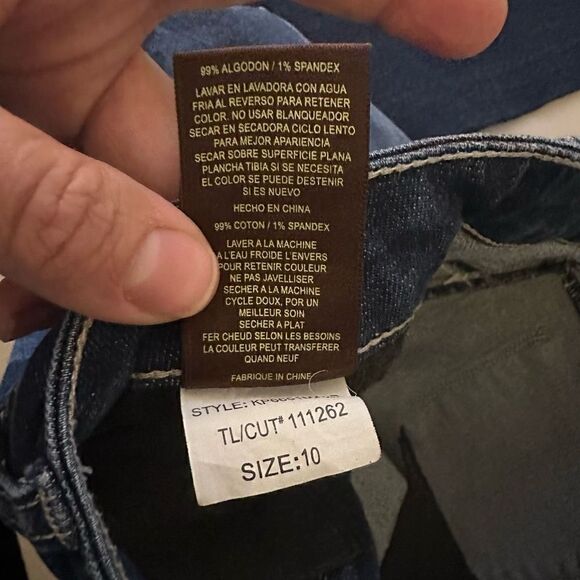 99% ALGODON / 1% SPANDEX
LAVAR EN LAVADORA CON AGUA
FRIA AL REVERSO PARA RETENER
COLOR. NO USAR BLANQUEADOR
SECAR EN SECADORA CICLO LENTO
PARA MEJOR APARIENCIA
SECAR SOBRE SUPERFICIE PLANA
PLANCHA TIBIA SI SE NECESITA
EL COLOR SE PUEDE DESTENIR
SI ES NUEVO
HECHO EN CHINA
99% COTON / 1% SPANDEX
LAVER A LA MACHINE
A L'EAU FROIDE L'ENVERS
POUR RETENIR COULEUR
NE PAS JAVELLISER
SECHER A LA MACHINE
CYCLE DOUX, POR UN
MEILLEUR SOIN
SECHER A PLAT
FER CHEUD SELON LES BESOINS
LA COULEUR PEUT TRANSFERER
QUAND NEUF
FABRIQUE EN CHINE
STYLE:
TL/CUT# 111262
SIZE:10